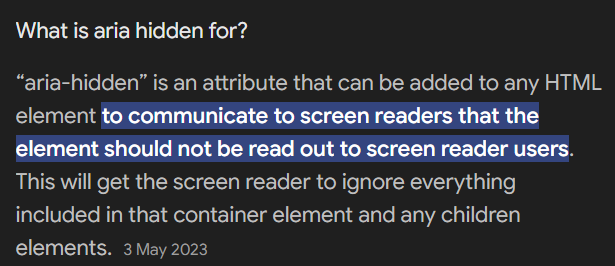 What is aria hidden for?
“aria-hidden” is an attribute that can be added to any HTML
element to communicate to screen readers that the
element should not be read out to screen reader users.
This will get the screen reader to ignore everything
included in that container element and any children
elements. 3 May 2023